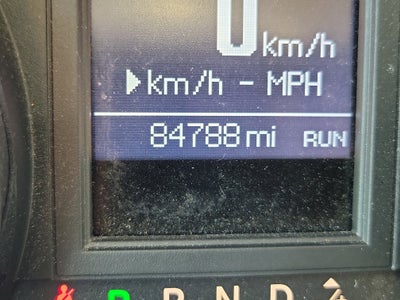 0 km/h
▶km/h - MPH
84788 mi RUN
P R N D